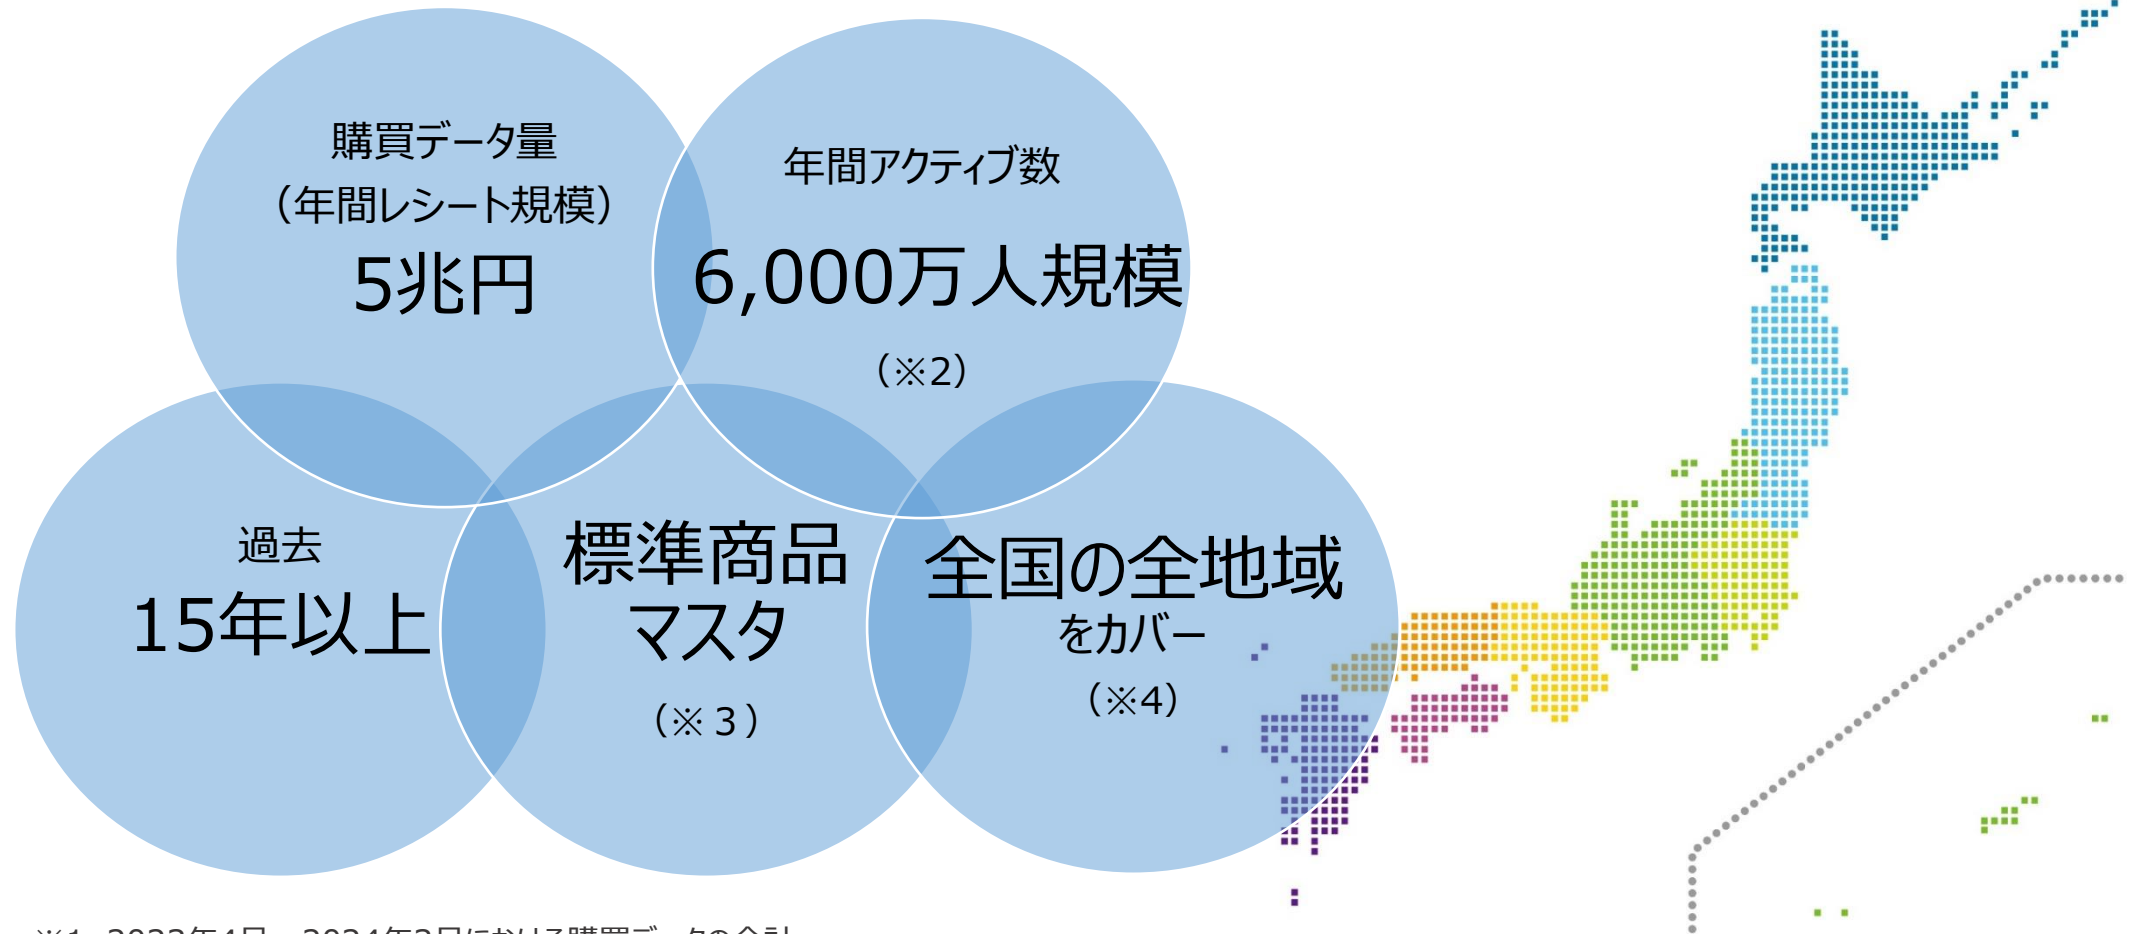 購買データ量
（年間レシート規模）
5兆円
年間アクティブ数
6,000万人規模
（※2）
過去
15年以上
標準商品
マスタ
（※３）
全国の全地域
をカバー
（※4）